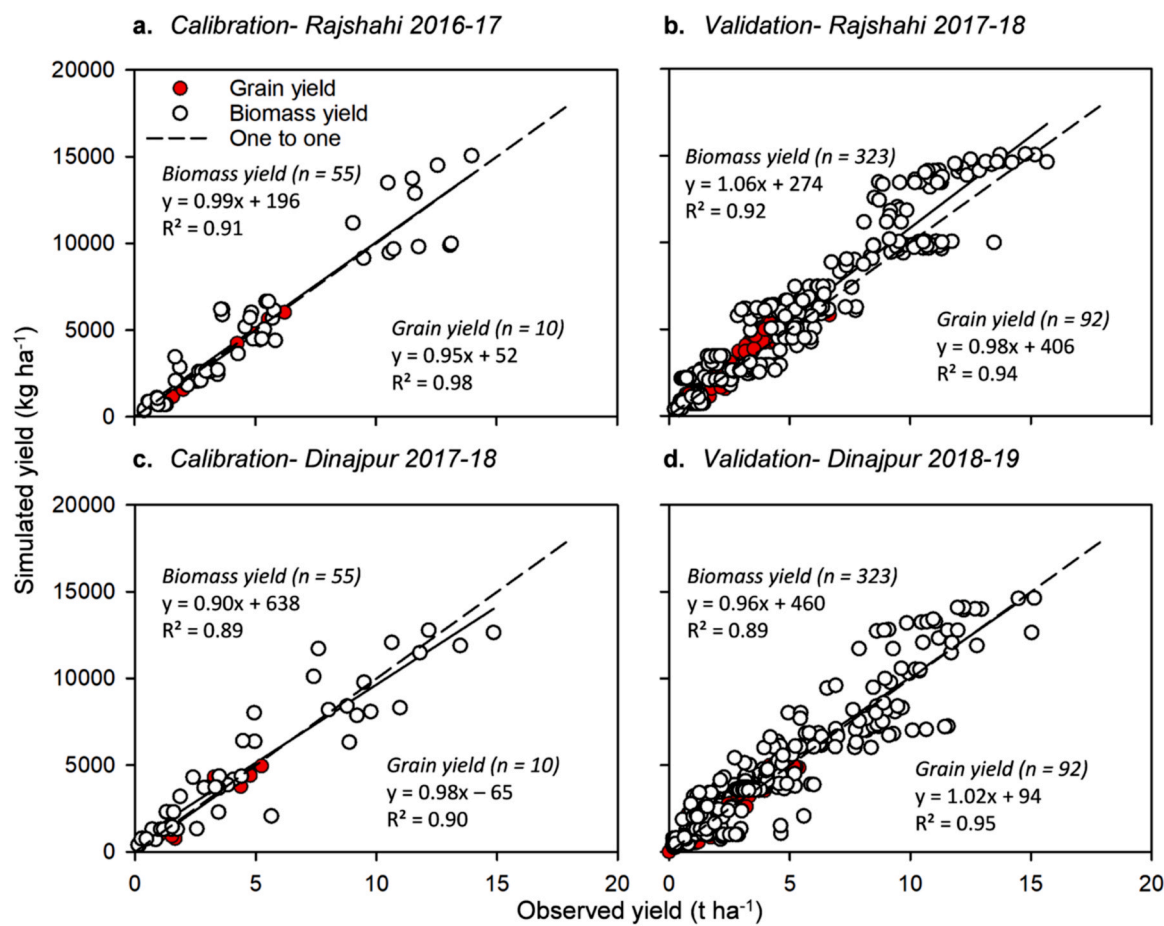 a. Calibration- Rajshahi 2016-17
b. Validation- Rajshahi 2017-18
20000
15000
10000
5000
0
Grain yield
Biomass yield
One to one
Biomass yield (n = 55)
y = 0.99x + 196
R² = 0.91
Grain yield (n = 10)
y = 0.95x + 52
R² = 0.98
Biomass yield (n = 323)
y = 1.06x + 274
R² = 0.92
Grain yield (n = 92)
y = 0.98x + 406
R² = 0.94
c. Calibration- Dinajpur 2017-18
d. Validation- Dinajpur 2018-19
20000
15000
10000
5000
0
Biomass yield (n = 55)
y = 0.90x + 638
R² = 0.89
Grain yield (n = 10)
y = 0.98x – 65
R² = 0.90
Biomass yield (n = 323)
y = 0.96x + 460
R² = 0.89
Grain yield (n = 92)
y = 1.02x + 94
R² = 0.95
0 5 10 15 20
0 5 10 15 20
Simulated yield (kg ha⁻¹)
Observed yield (t ha⁻¹)